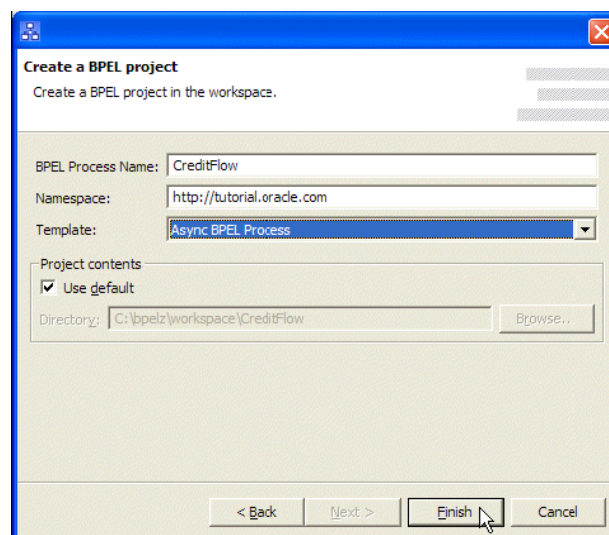 Create a BPEL project
Create a BPEL project in the workspace.
BPEL Process Name: CreditFlow
Namespace: http://tutorial.oracle.com
Template: Async BPEL Process
Project contents
Use default
Directory: C:\bpelz\workspace\CreditFlow Browse..
< Back Next > Finish Cancel